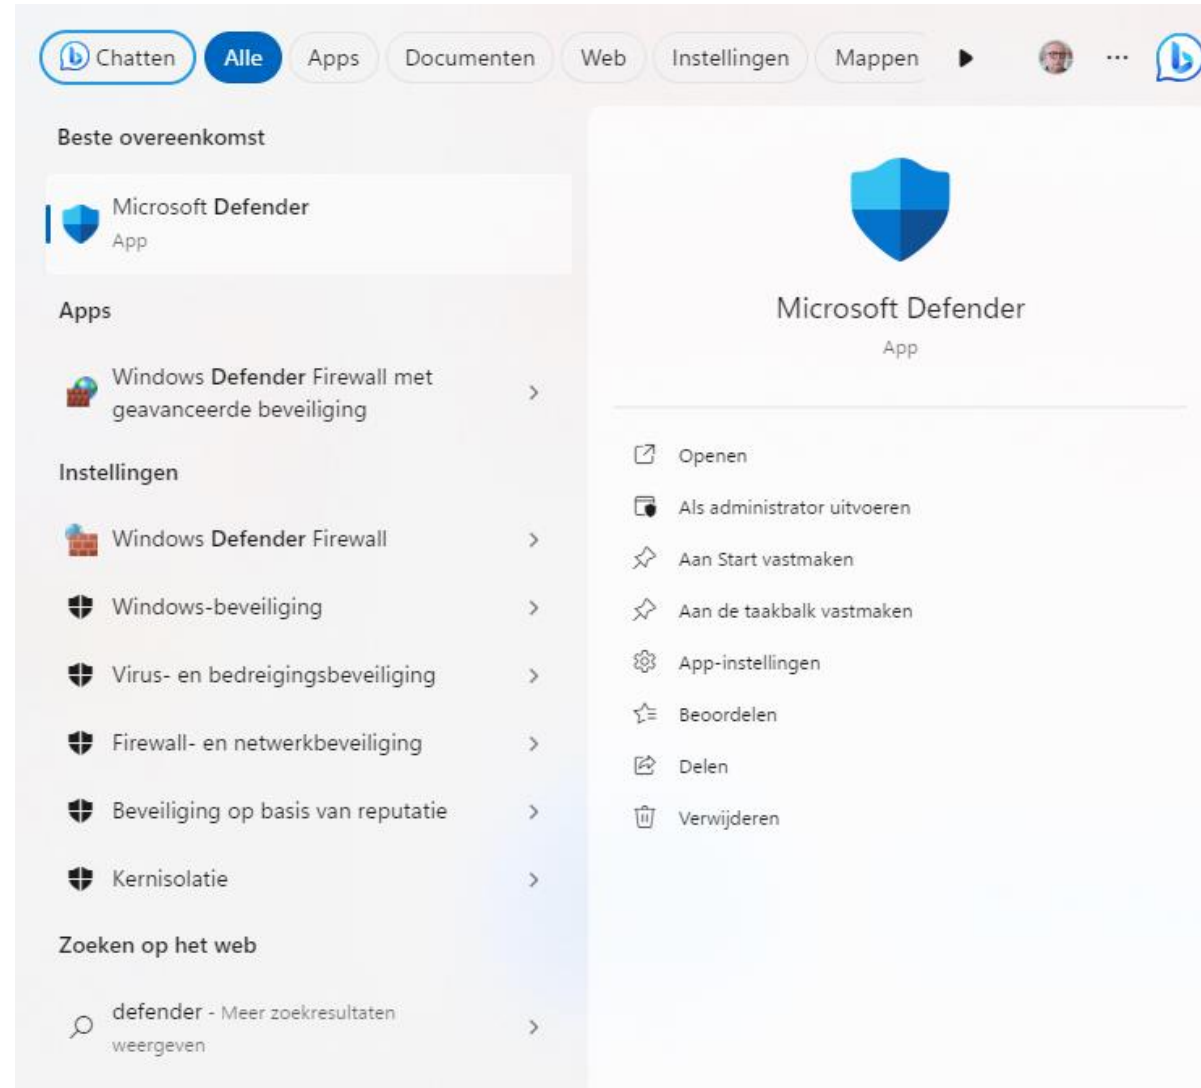 Chatten Alle Apps Documenten Web Instellingen Mappen ...
Beste overeenkomst
Microsoft Defender
App
Apps
Windows Defender Firewall met
geavanceerde beveiliging
Instellingen
Windows Defender Firewall
Windows-beveiliging
Virus- en bedreigingsbeveiliging
Firewall- en netwerkbeveiliging
Beveiliging op basis van reputatie
Kernisolatie
Zoeken op het web
defender - Meer zoekresultaten
weergeven
Microsoft Defender
App
Openen
Als administrator uitvoeren
Aan Start vastmaken
Aan de taakbalk vastmaken
App-instellingen
Beoordelen
Delen
Verwijderen